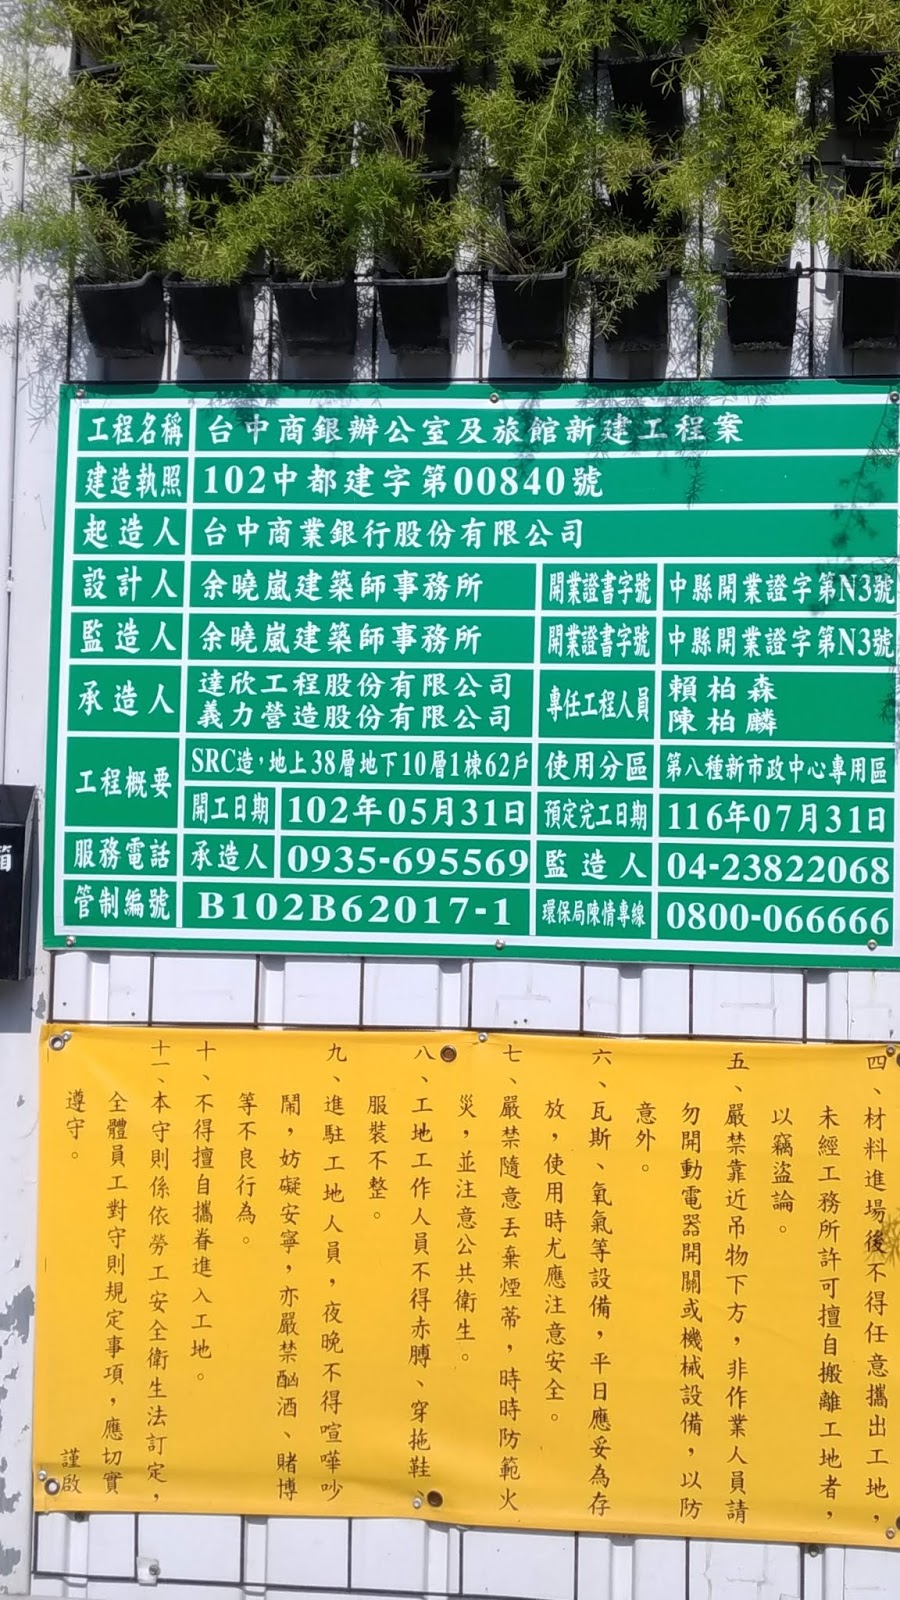 工程名稱 台中商銀辦公室及旅館新建工程案
建造執照 102中都建字第00840號
起造人 台中商業銀行股份有限公司
設計人 余曉嵐建築師事務所 開業證書字號 中縣開業證字第N3號
監造人 余曉嵐建築師事務所 開業證書字號 中縣開業證字第N3號
承造人 達欣工程股份有限公司 專任工程人員 賴柏森
義力營造股份有限公司 陳柏麟
工程概要 SRC造,地上38層地下10層1棟62戶 使用分區 第八種新市政中心專用區
開工日期 102年05月31日 預定完工日期 116年07月31日
服務電話 承造人 0935-695569 監造人 04-23822068
管制編號 B102B62017-1 環保局陳情專線 0800-066666
箱
四、材料進場後不得任意攜出工地,
未經工務所許可擅自搬離工地者,
以竊盜論。
五、嚴禁靠近吊物下方,非作業人員請
勿開動電器開關或機械設備,以防
意外。
六、瓦斯、氧氣等設備,平日應妥為存
放,使用時尤應注意安全。
七、嚴禁隨意丟棄煙蒂,時時防範火
災,並注意公共衛生。
八、工地工作人員不得赤膊、穿拖鞋、
服裝不整。
九、進駐工地人員,夜晚不得喧嘩吵
鬧,妨礙安寧,亦嚴禁酗酒、賭博
等不良行為。
十、不得擅自攜眷進入工地。
十一、本守則係依勞工安全衛生法訂定,
全體員工對守則規定事項,應切實
遵守。 謹啟